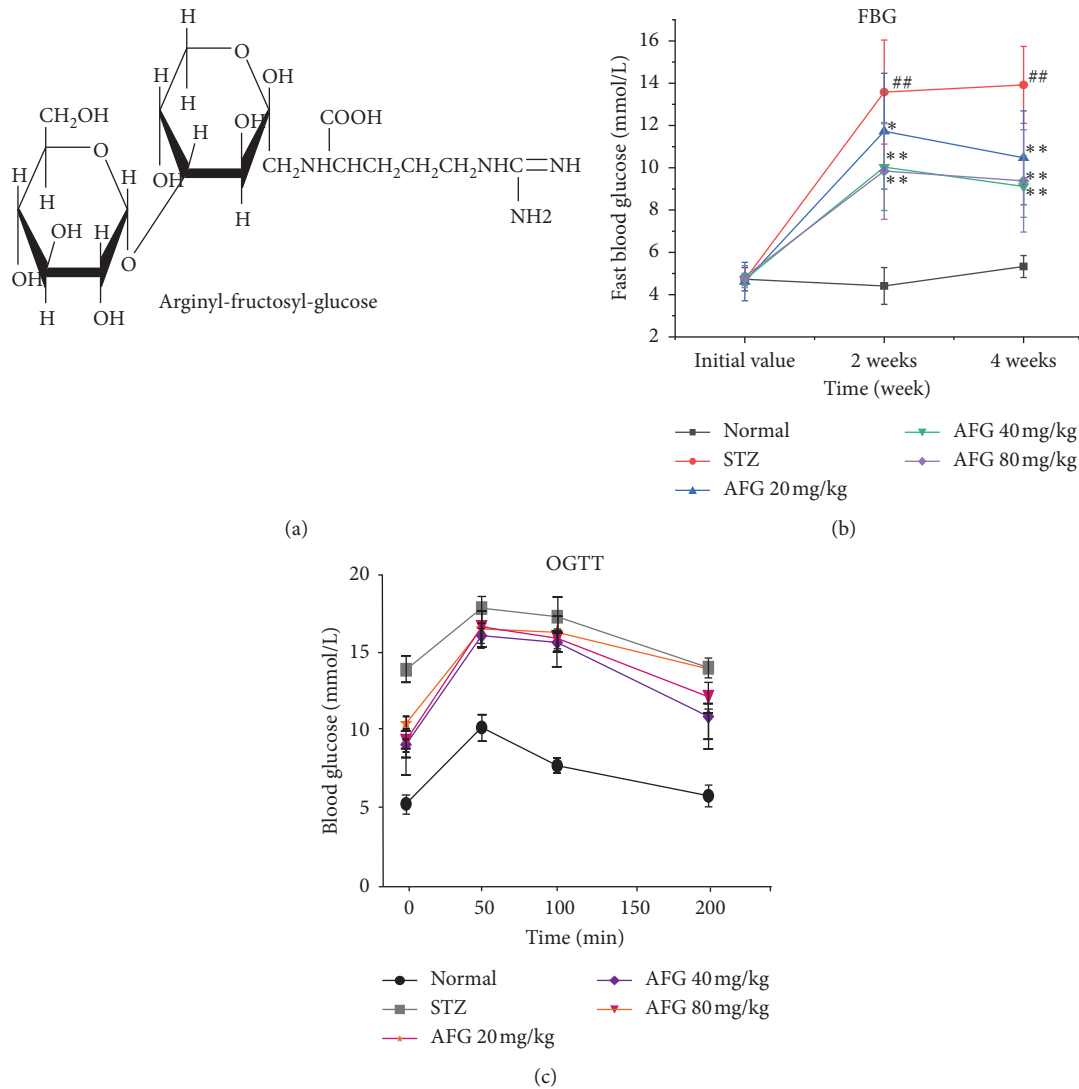 H
H
O
OH
H
CH₂OH
COOH
OH
H
O
CH₂NHCHCH₂CH₂CH₂NHC
NH
H
OH
H
H
NH2
OH
H
OH
O
H
OH
Arginyl-fructosyl-glucose
(a)
FBG
16
14
12
10
8
6
4
2
Fast blood glucose (mmol/L)
##
##
*
**
**
**
**
**
Initial value
2 weeks
4 weeks
Time (week)
Normal
STZ
AFG 20 mg/kg
AFG 40 mg/kg
AFG 80 mg/kg
(b)
OGTT
20
15
10
5
0
Blood glucose (mmol/L)
0
50
100
150
200
Time (min)
Normal
STZ
AFG 20 mg/kg
AFG 40 mg/kg
AFG 80 mg/kg
(c)